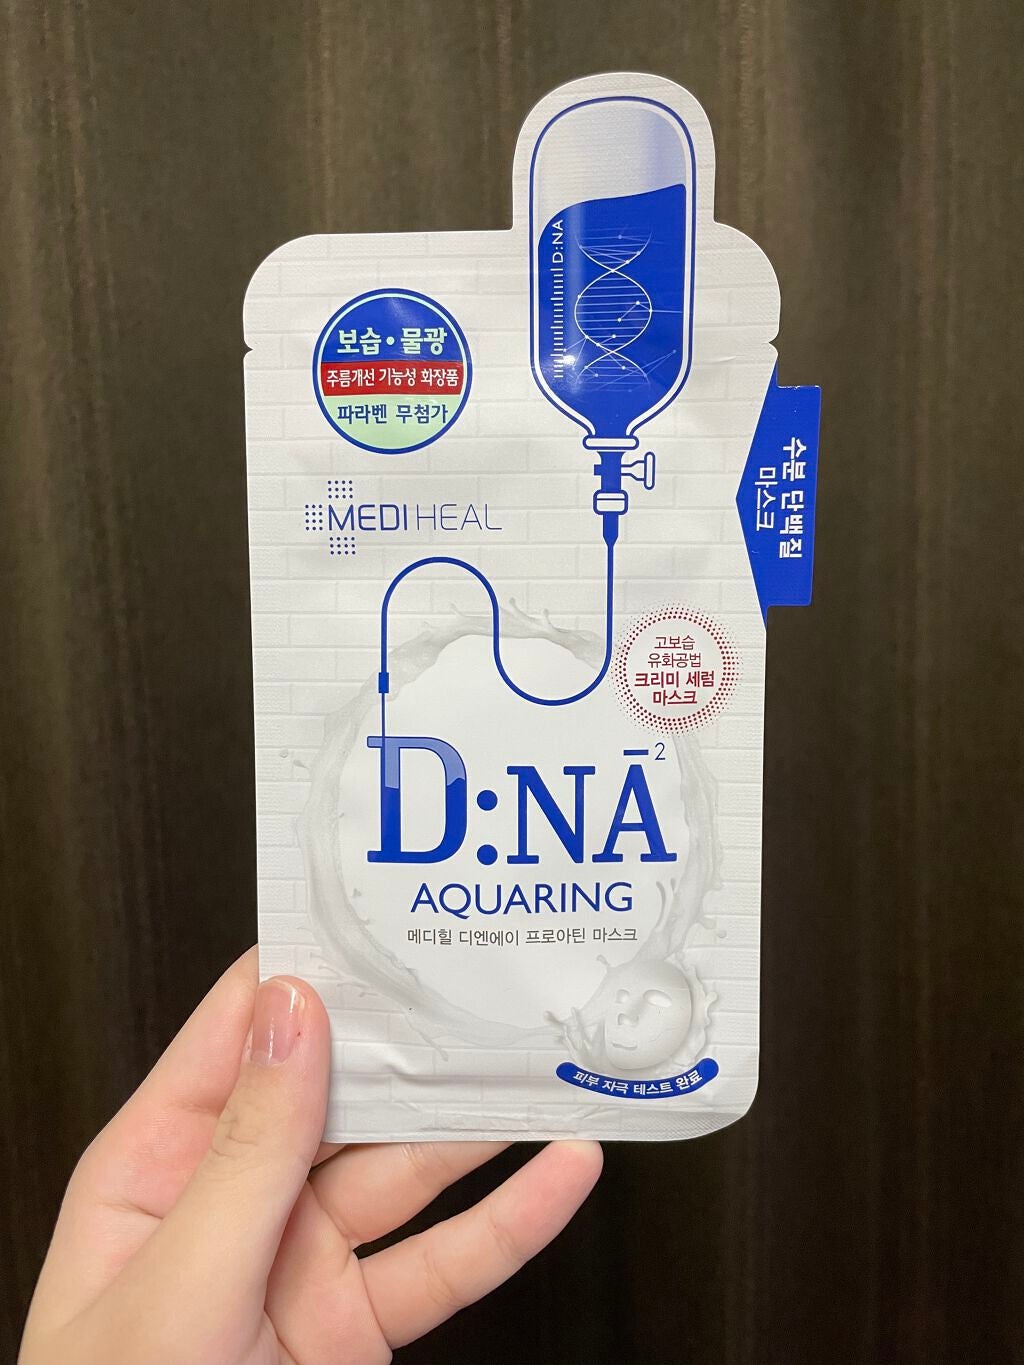 D:NA
보습•물광
주름개선 기능성 화장품
파라벤 무첨가
MEDIHEAL
수분 단백질
마스크
고보습
유화공법
크리미 세럼
마스크
D:NĀ²
AQUARING
메디힐 디엔에이 프로아틴 마스크
피부 자극 테스트 완료